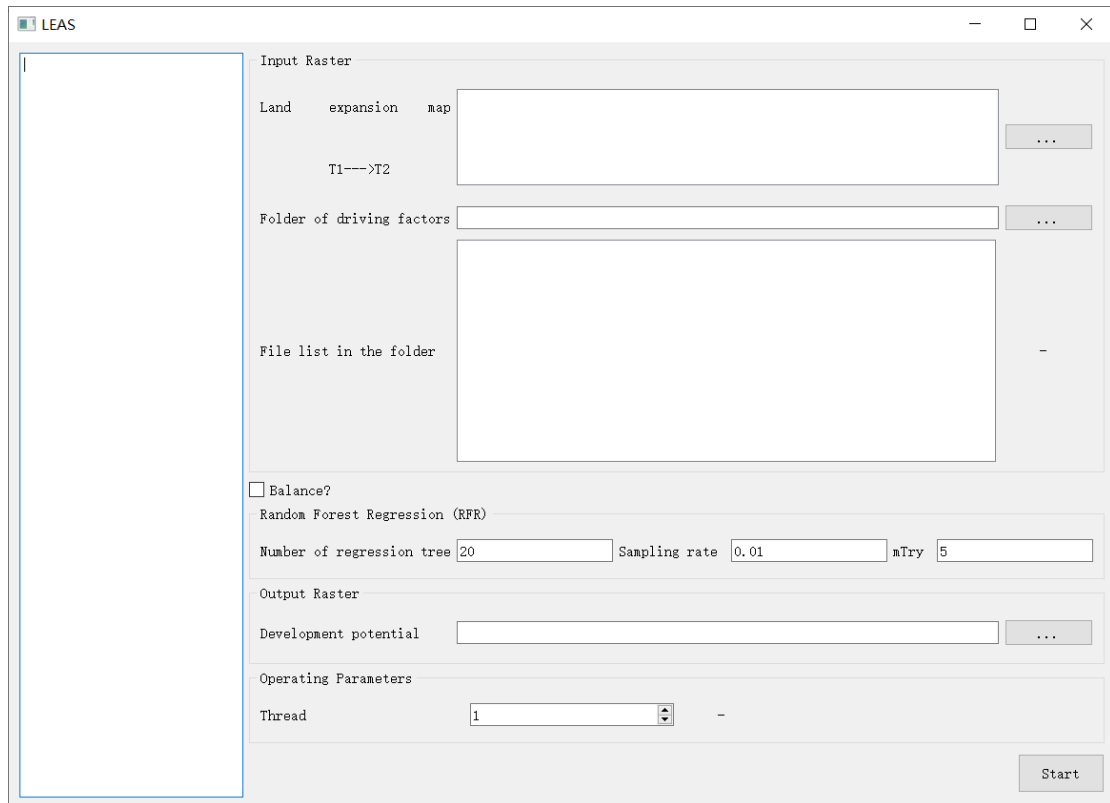 LEAS
Input Raster
Land expansion map
T1--->T2
...
Folder of driving factors
...
File list in the folder
-
Balance?
Random Forest Regression (RFR)
Number of regression tree 20 Sampling rate 0.01 mTry 5
Output Raster
Development potential
...
Operating Parameters
Thread 1 -
Start